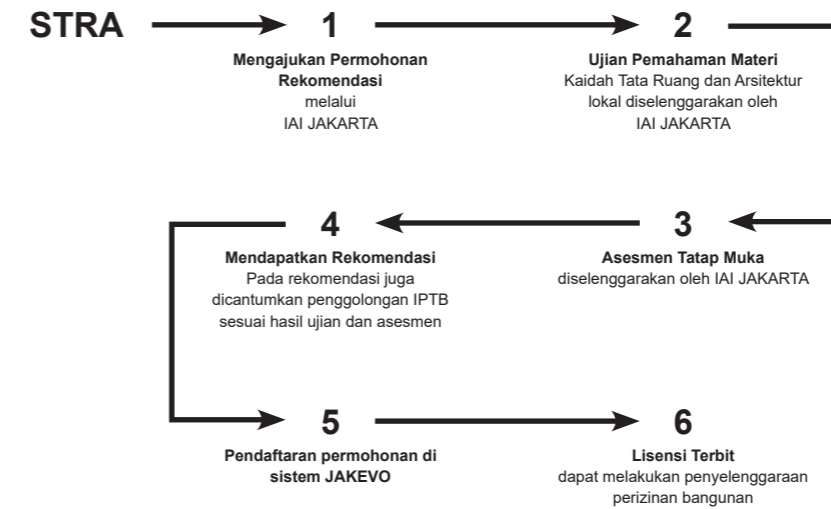 STRA
1
Mengajukan Permohonan
Rekomendasi
melalui
IAI JAKARTA
2
Ujian Pemahaman Materi
Kaidah Tata Ruang dan Arsitektur
lokal diselenggarakan oleh
IAI JAKARTA
3
Asesmen Tatap Muka
diselenggarakan oleh IAI JAKARTA
4
Mendapatkan Rekomendasi
Pada rekomendasi juga
dicantumkan penggolongan IPTB
sesuai hasil ujian dan asesmen
5
Pendaftaran permohonan di
sistem JAKEVO
6
Lisensi Terbit
dapat melakukan penyelenggaraan
perizinan bangunan